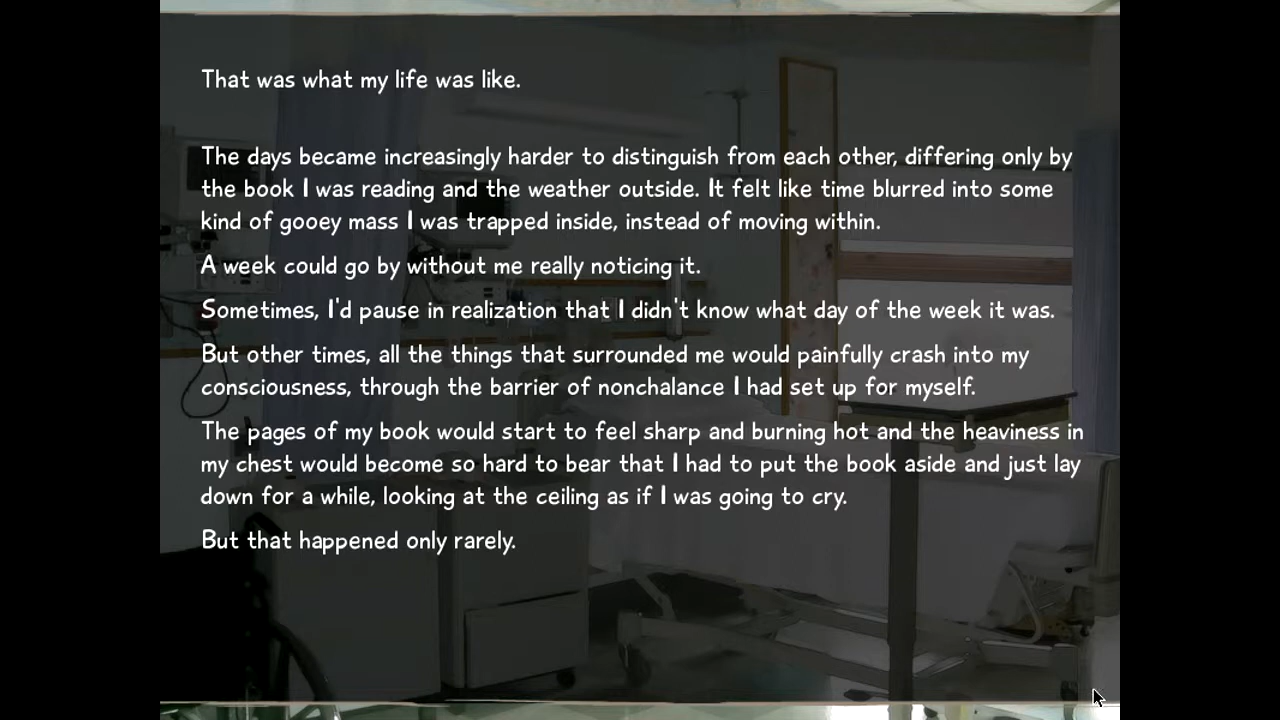 That was what my life was like.
The days became increasingly harder to distinguish from each other, differing only by
the book I was reading and the weather outside. It felt like time blurred into some
kind of gooey mass I was trapped inside, instead of moving within.
A week could go by without me really noticing it.
Sometimes, I'd pause in realization that I didn't know what day of the week it was.
But other times, all the things that surrounded me would painfully crash into my
consciousness, through the barrier of nonchalance I had set up for myself.
The pages of my book would start to feel sharp and burning hot and the heaviness in
my chest would become so hard to bear that I had to put the book aside and just lay
down for a while, looking at the ceiling as if I was going to cry.
But that happened only rarely.